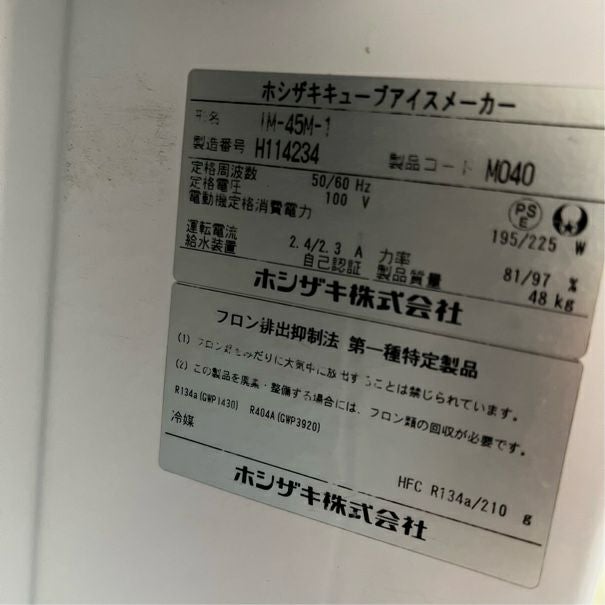 ホシザキキューブアイスメーカー
形名 IM-45M-1
製造番号 H114234 製品コード M040
定格周波数 50/60 Hz
定格電圧 100 V
電動機定格消費電力 195/225 W
PSE
運転電流 2.4/2.3 A 力率 81/97 %
給水装置 自己認証 製品質量 48 kg
ホシザキ株式会社
フロン排出抑制法 第一種特定製品
(1) フロン類をみだりに大気中に放出することは禁じられています。
(2) この製品を廃棄・整備する場合には、フロン類の回収が必要です。
R134a(GWP1430) R404A(GWP3920)
冷媒 HFC R134a/210 g
ホシザキ株式会社